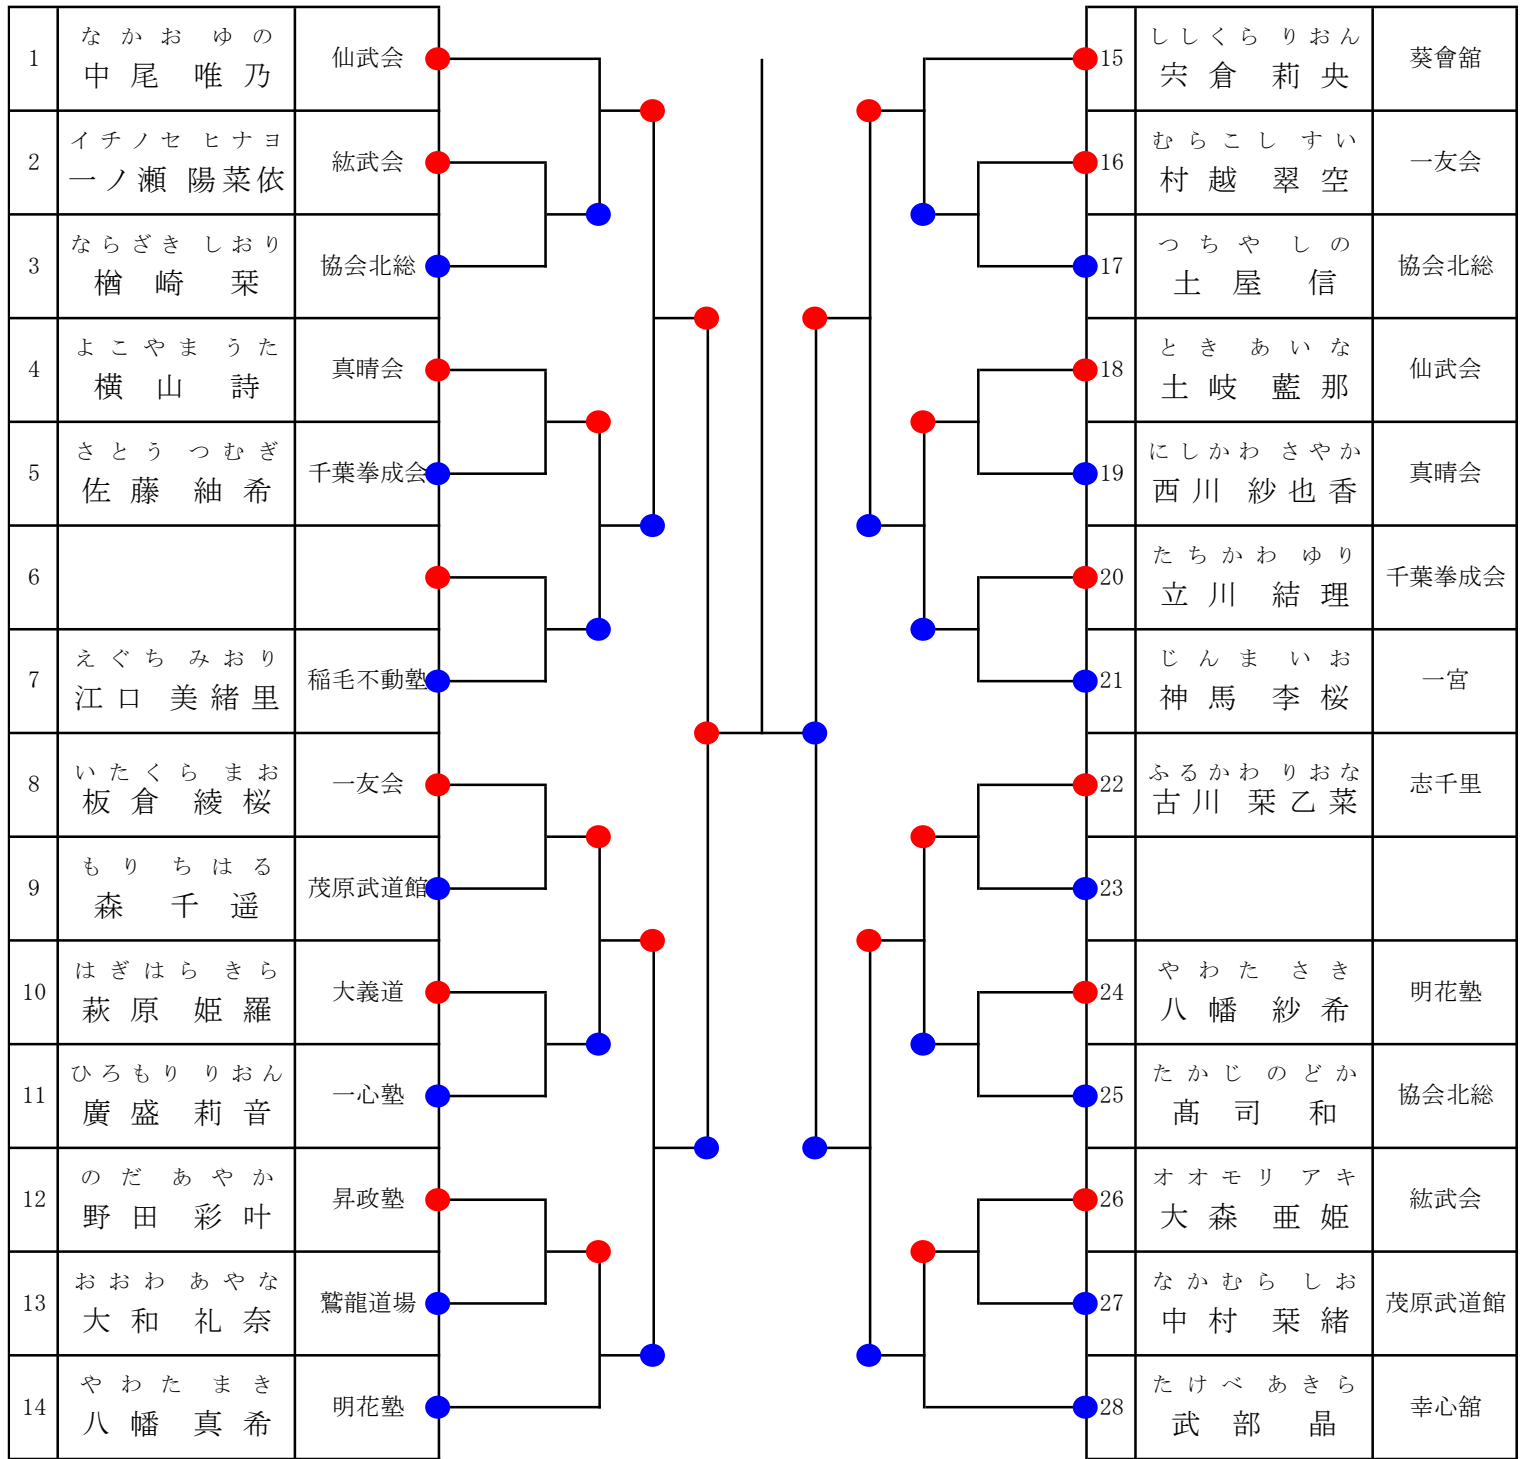 なかお ゆの
1 中尾 唯乃 仙武会
イチノセ ヒナヨ
2 一ノ瀬 陽菜依 紘武会
ならざき しおり
3 楢崎 栞 協会北総
よこやま うた
4 横山 詩 真晴会
さとう つむぎ
5 佐藤 紬希 千葉拳成会
6
えぐち みおり
7 江口 美緒里 稲毛不動塾
いたくら まお
8 板倉 綾桜 一友会
もり ちはる
9 森 千遥 茂原武道館
はぎはら きら
10 萩原 姫羅 大義道
ひろもり りおん
11 廣盛 莉音 一心塾
のだ あやか
12 野田 彩叶 昇政塾
おおわ あやな
13 大和 礼奈 鷲龍道場
やわた まき
14 八幡 真希 明花塾
ししくら りおん
15 宍倉 莉央 葵會舘
むらこし すい
16 村越 翠空 一友会
つちや しの
17 土屋 信 協会北総
とき あいな
18 土岐 藍那 仙武会
にしかわ さやか
19 西川 紗也香 真晴会
たちかわ ゆり
20 立川 結理 千葉拳成会
じんま いお
21 神馬 李桜 一宮
ふるかわ りおな
22 古川 栞乙菜 志千里
23
やわた さき
24 八幡 紗希 明花塾
たかじ のどか
25 髙司 和 協会北総
オオモリ アキ
26 大森 亜姫 紘武会
なかむら しお
27 中村 栞緒 茂原武道館
たけべ あきら
28 武部 晶 幸心舘